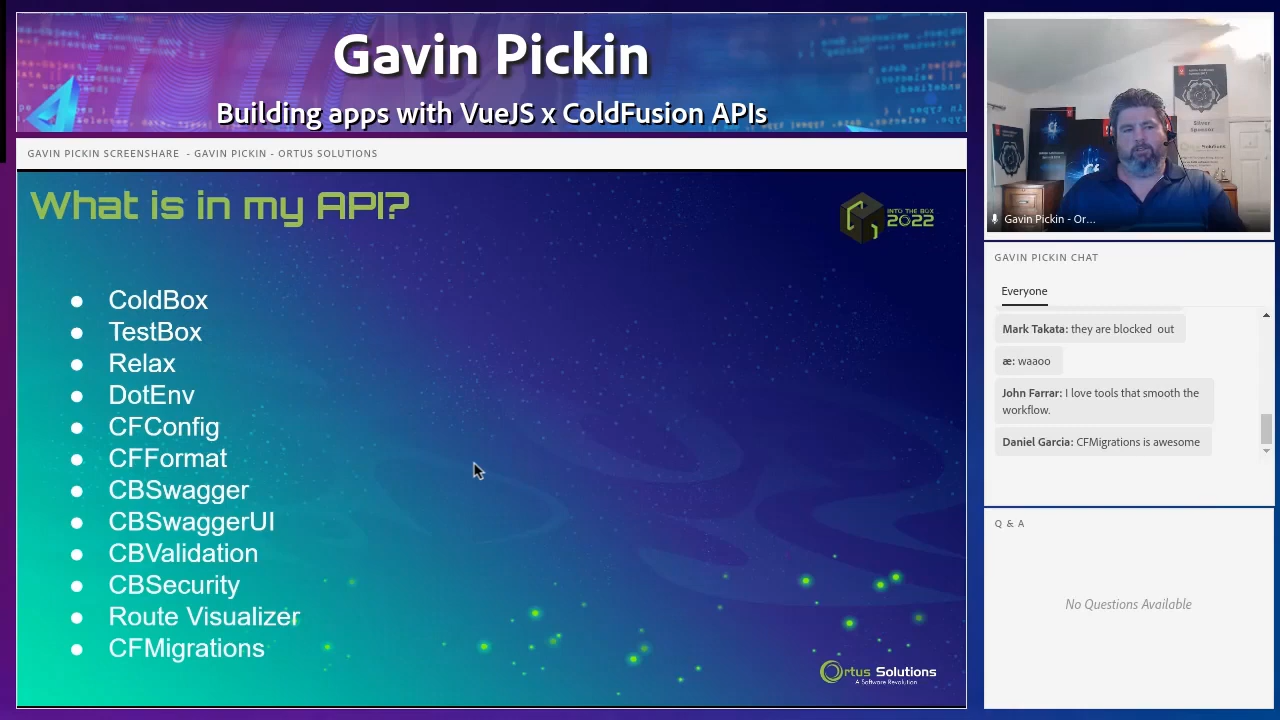 Gavin Pickin
Building apps with VueJS x ColdFusion APIs
GAVIN PICKIN SCREENSHARE - GAVIN PICKIN - ORTUS SOLUTIONS
What is in my API?
INTO THE BOX
2022
● ColdBox
● TestBox
● Relax
● DotEnv
● CFConfig
● CFFormat
● CBSwagger
● CBSwaggerUI
● CBValidation
● CBSecurity
● Route Visualizer
● CFMigrations
Ortus Solutions
A Software Revolution
Silver
Sponsor
Gavin Pickin - Or...
GAVIN PICKIN CHAT
Everyone
Mark Takata: they are blocked out
æ: waaoo
John Farrar: I love tools that smooth the
workflow.
Daniel Garcia: CFMigrations is awesome
Q & A
No Questions Available